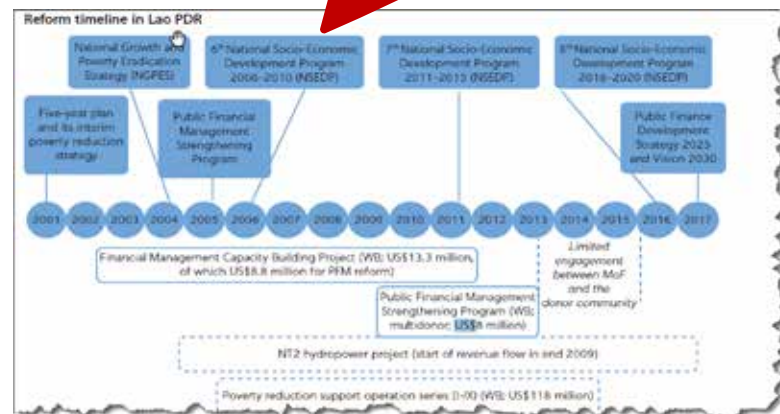 Reform timeline in Lao PDR
National Growth and
Poverty Eradication
Strategy (NGPES)
6th National Socio-Economic
Development Program
2006–2010 (NSEDP)
7th National Socio-Economic
Development Program
2011–2015 (NSEDP)
8th National Socio-Economic
Development Program
2016–2020 (NSEDP)
Five-year plan
and its interim
poverty reduction
strategy
Public Financial
Management
Strengthening
Program
Public Finance
Development
Strategy 2025
and Vision 2030
2001 2002 2003 2004 2005 2006 2007 2008 2009 2010 2011 2012 2013 2014 2015 2016 2017
Financial Management Capacity Building Project (WB; US$13.3 million,
of which US$8.8 million for PFM reform)
Limited
engagement
between MoF
and the
donor community
Public Financial Management
Strengthening Program (WB;
multidonor; US$8 million)
NT2 hydropower project (start of revenue flow in end 2009)
Poverty reduction support operation series (I–IX) (WB; US$118 million)